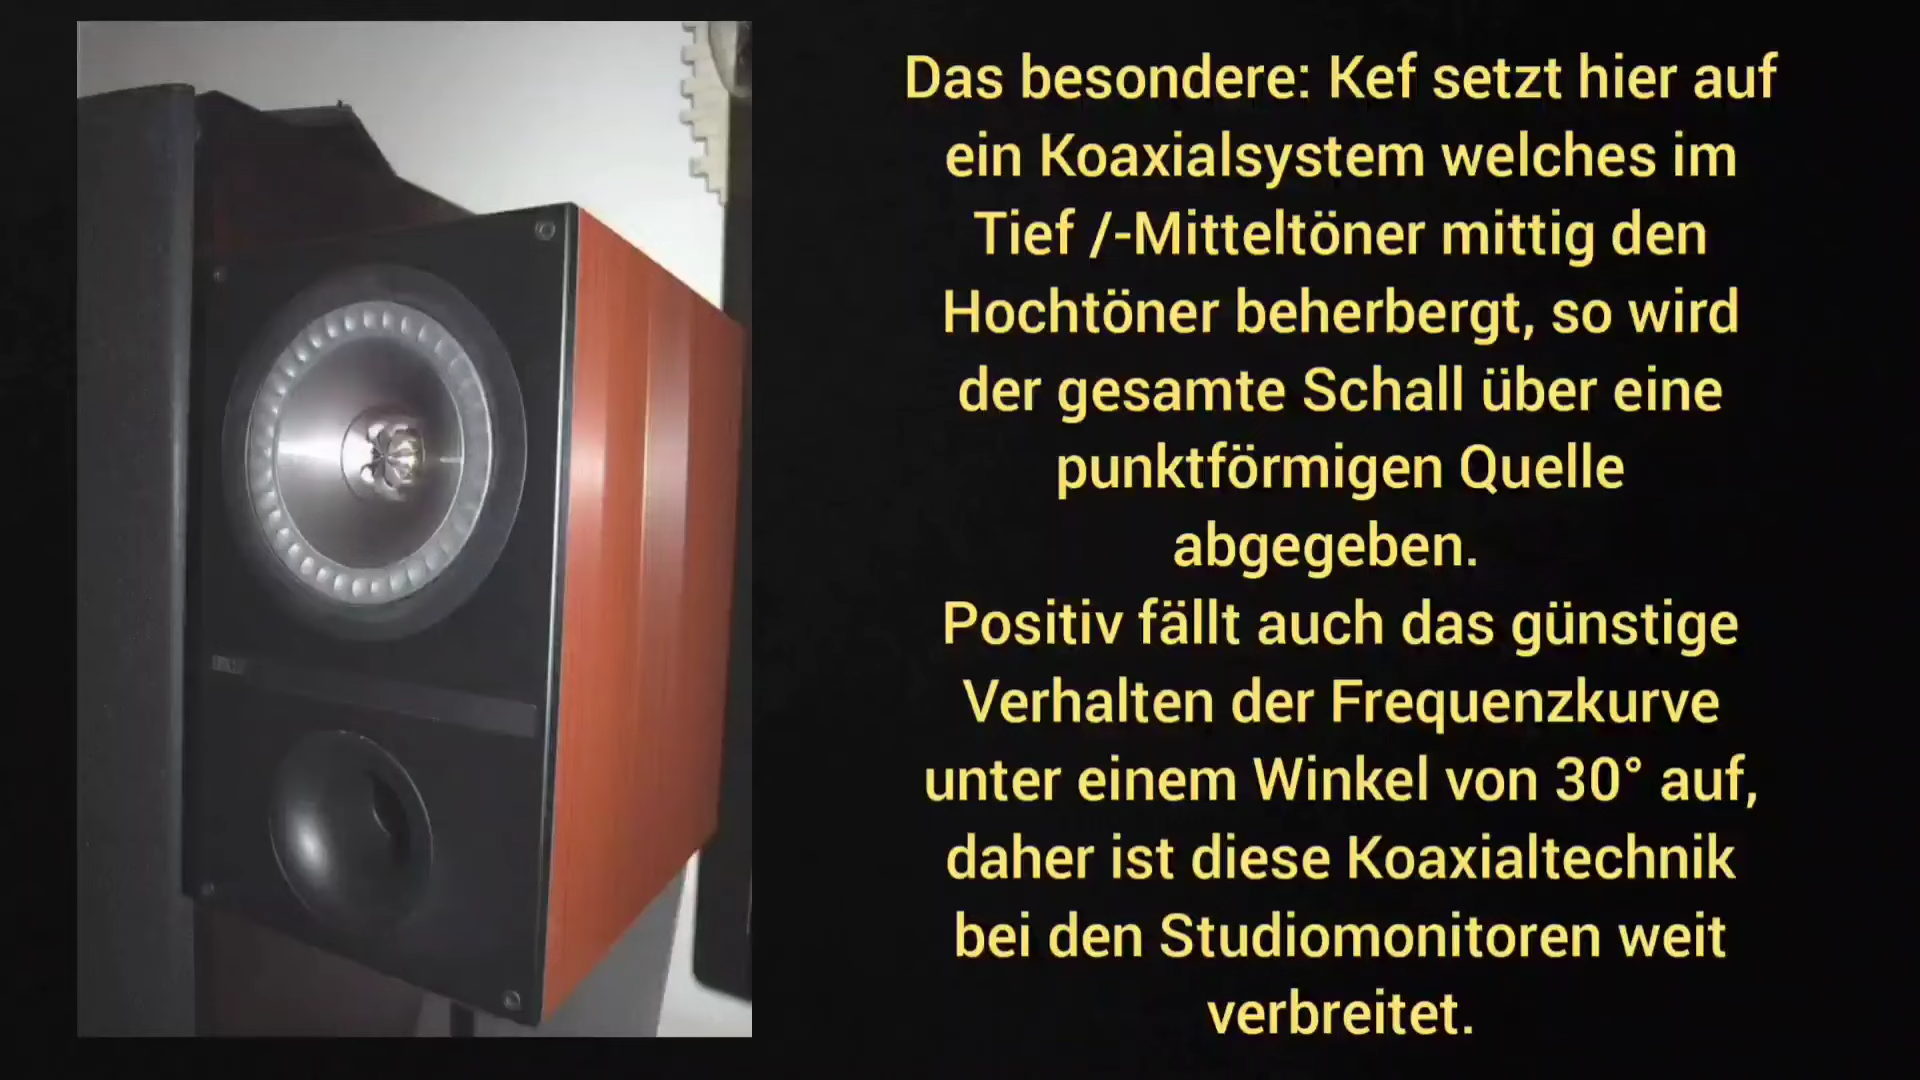 Das besondere: Kef setzt hier auf
ein Koaxialsystem welches im
Tief /-Mitteltöner mittig den
Hochtöner beherbergt, so wird
der gesamte Schall über eine
punktförmigen Quelle
abgegeben.
Positiv fällt auch das günstige
Verhalten der Frequenzkurve
unter einem Winkel von 30° auf,
daher ist diese Koaxialtechnik
bei den Studiomonitoren weit
verbreitet.